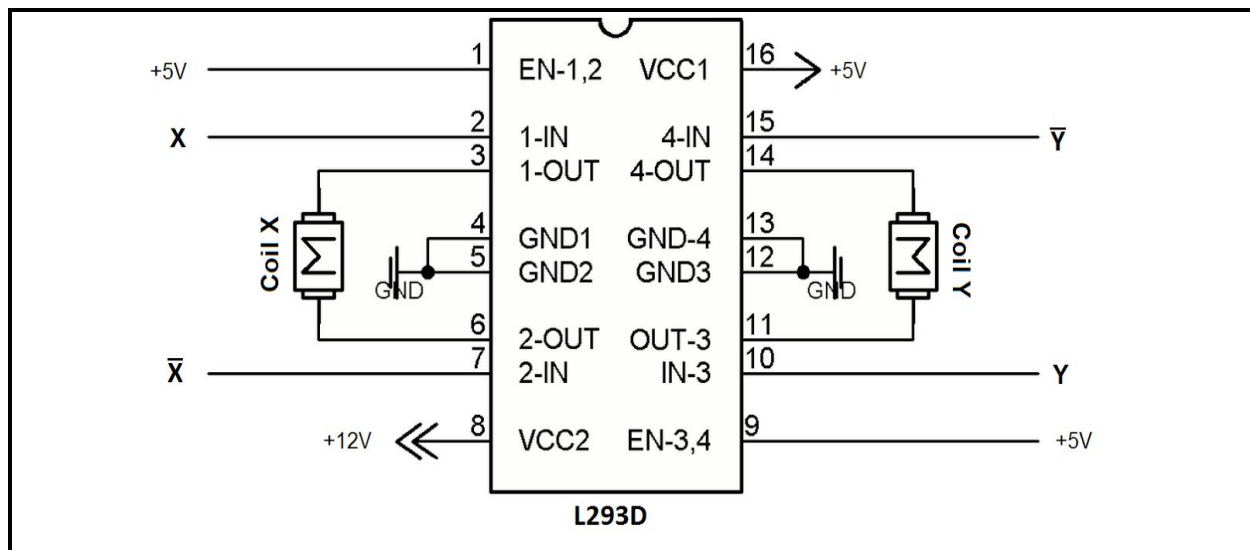 +5V
1
EN-1,2
VCC1
16
+5V
X
2
1-IN
4-IN
15
Y̅
3
1-OUT
4-OUT
14
Coil X
4
GND1
GND-4
13
Coil Y
GND
5
GND2
GND3
12
GND
6
2-OUT
OUT-3
11
X̅
7
2-IN
IN-3
10
Y
+12V
8
VCC2
EN-3,4
9
+5V
L293D